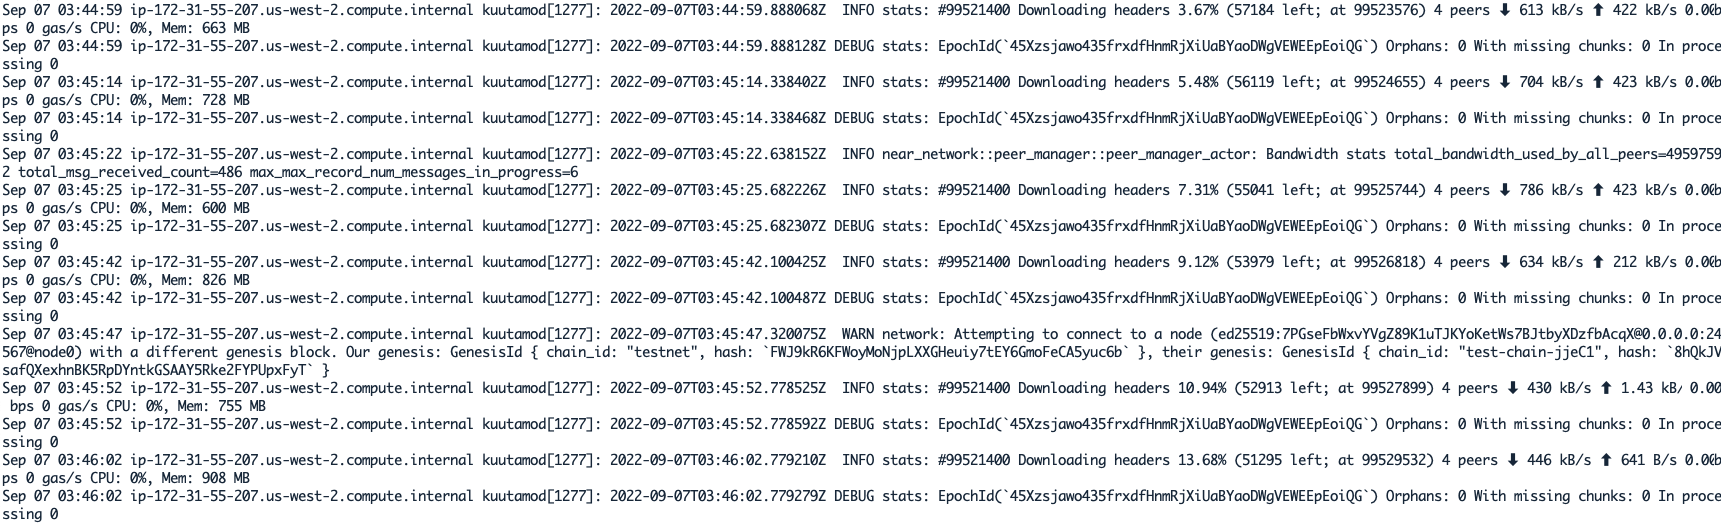 Sep 07 03:44:59 ip-172-31-55-207.us-west-2.compute.internal kuutamod[1277]: 2022-09-07T03:44:59.888068Z  INFO stats: #99521400 Downloading headers 3.67% (57184 left; at 99523576) 4 peers ⬇ 613 kB/s ⬆ 422 kB/s 0.00b
ps 0 gas/s CPU: 0%, Mem: 663 MB
Sep 07 03:44:59 ip-172-31-55-207.us-west-2.compute.internal kuutamod[1277]: 2022-09-07T03:44:59.888128Z DEBUG stats: EpochId(`45Xzsjawo435frxdfHnmRjXiUaBYaoDWgVEWEEpEoiQG`) Orphans: 0 With missing chunks: 0 In proce
ssing 0
Sep 07 03:45:14 ip-172-31-55-207.us-west-2.compute.internal kuutamod[1277]: 2022-09-07T03:45:14.338402Z  INFO stats: #99521400 Downloading headers 5.48% (56119 left; at 99524655) 4 peers ⬇ 704 kB/s ⬆ 423 kB/s 0.00b
ps 0 gas/s CPU: 0%, Mem: 728 MB
Sep 07 03:45:14 ip-172-31-55-207.us-west-2.compute.internal kuutamod[1277]: 2022-09-07T03:45:14.338468Z DEBUG stats: EpochId(`45Xzsjawo435frxdfHnmRjXiUaBYaoDWgVEWEEpEoiQG`) Orphans: 0 With missing chunks: 0 In proce
ssing 0
Sep 07 03:45:22 ip-172-31-55-207.us-west-2.compute.internal kuutamod[1277]: 2022-09-07T03:45:22.638152Z  INFO near_network::peer_manager::peer_manager_actor: Bandwidth stats total_bandwidth_used_by_all_peers=4959759
2 total_msg_received_count=486 max_max_record_num_messages_in_progress=6
Sep 07 03:45:25 ip-172-31-55-207.us-west-2.compute.internal kuutamod[1277]: 2022-09-07T03:45:25.682226Z  INFO stats: #99521400 Downloading headers 7.31% (55041 left; at 99525744) 4 peers ⬇ 786 kB/s ⬆ 423 kB/s 0.00b
ps 0 gas/s CPU: 0%, Mem: 600 MB
Sep 07 03:45:25 ip-172-31-55-207.us-west-2.compute.internal kuutamod[1277]: 2022-09-07T03:45:25.682307Z DEBUG stats: EpochId(`45Xzsjawo435frxdfHnmRjXiUaBYaoDWgVEWEEpEoiQG`) Orphans: 0 With missing chunks: 0 In proce
ssing 0
Sep 07 03:45:42 ip-172-31-55-207.us-west-2.compute.internal kuutamod[1277]: 2022-09-07T03:45:42.100425Z  INFO stats: #99521400 Downloading headers 9.12% (53979 left; at 99526818) 4 peers ⬇ 634 kB/s ⬆ 212 kB/s 0.00b
ps 0 gas/s CPU: 0%, Mem: 826 MB
Sep 07 03:45:42 ip-172-31-55-207.us-west-2.compute.internal kuutamod[1277]: 2022-09-07T03:45:42.100487Z DEBUG stats: EpochId(`45Xzsjawo435frxdfHnmRjXiUaBYaoDWgVEWEEpEoiQG`) Orphans: 0 With missing chunks: 0 In proce
ssing 0
Sep 07 03:45:47 ip-172-31-55-207.us-west-2.compute.internal kuutamod[1277]: 2022-09-07T03:45:47.320075Z  WARN network: Attempting to connect to a node (ed25519:7PGseFbWxvYVgZ89K1uTJKYoKetWs7BJtbyXDzfbAcqX@0.0.0.0:24
567@node0) with a different genesis block. Our genesis: GenesisId { chain_id: "testnet", hash: `FWJ9kR6KFWoyMoNjpLXXGHeuiy7tEY6GmoFeCA5yuc6b` }, their genesis: GenesisId { chain_id: "test-chain-jjeC1", hash: `8hQkJV
safQXexhnBK5RpDYntkGSAAY5Rke2FYPUpxFyT` }
Sep 07 03:45:52 ip-172-31-55-207.us-west-2.compute.internal kuutamod[1277]: 2022-09-07T03:45:52.778525Z  INFO stats: #99521400 Downloading headers 10.94% (52913 left; at 99527899) 4 peers ⬇ 430 kB/s ⬆ 1.43 kB/ 0.00
 bps 0 gas/s CPU: 0%, Mem: 755 MB
Sep 07 03:45:52 ip-172-31-55-207.us-west-2.compute.internal kuutamod[1277]: 2022-09-07T03:45:52.778592Z DEBUG stats: EpochId(`45Xzsjawo435frxdfHnmRjXiUaBYaoDWgVEWEEpEoiQG`) Orphans: 0 With missing chunks: 0 In proce
ssing 0
Sep 07 03:46:02 ip-172-31-55-207.us-west-2.compute.internal kuutamod[1277]: 2022-09-07T03:46:02.779210Z  INFO stats: #99521400 Downloading headers 13.68% (51295 left; at 99529532) 4 peers ⬇ 446 kB/s ⬆ 641 B/s 0.00b
ps 0 gas/s CPU: 0%, Mem: 908 MB
Sep 07 03:46:02 ip-172-31-55-207.us-west-2.compute.internal kuutamod[1277]: 2022-09-07T03:46:02.779279Z DEBUG stats: EpochId(`45Xzsjawo435frxdfHnmRjXiUaBYaoDWgVEWEEpEoiQG`) Orphans: 0 With missing chunks: 0 In proce
ssing 0